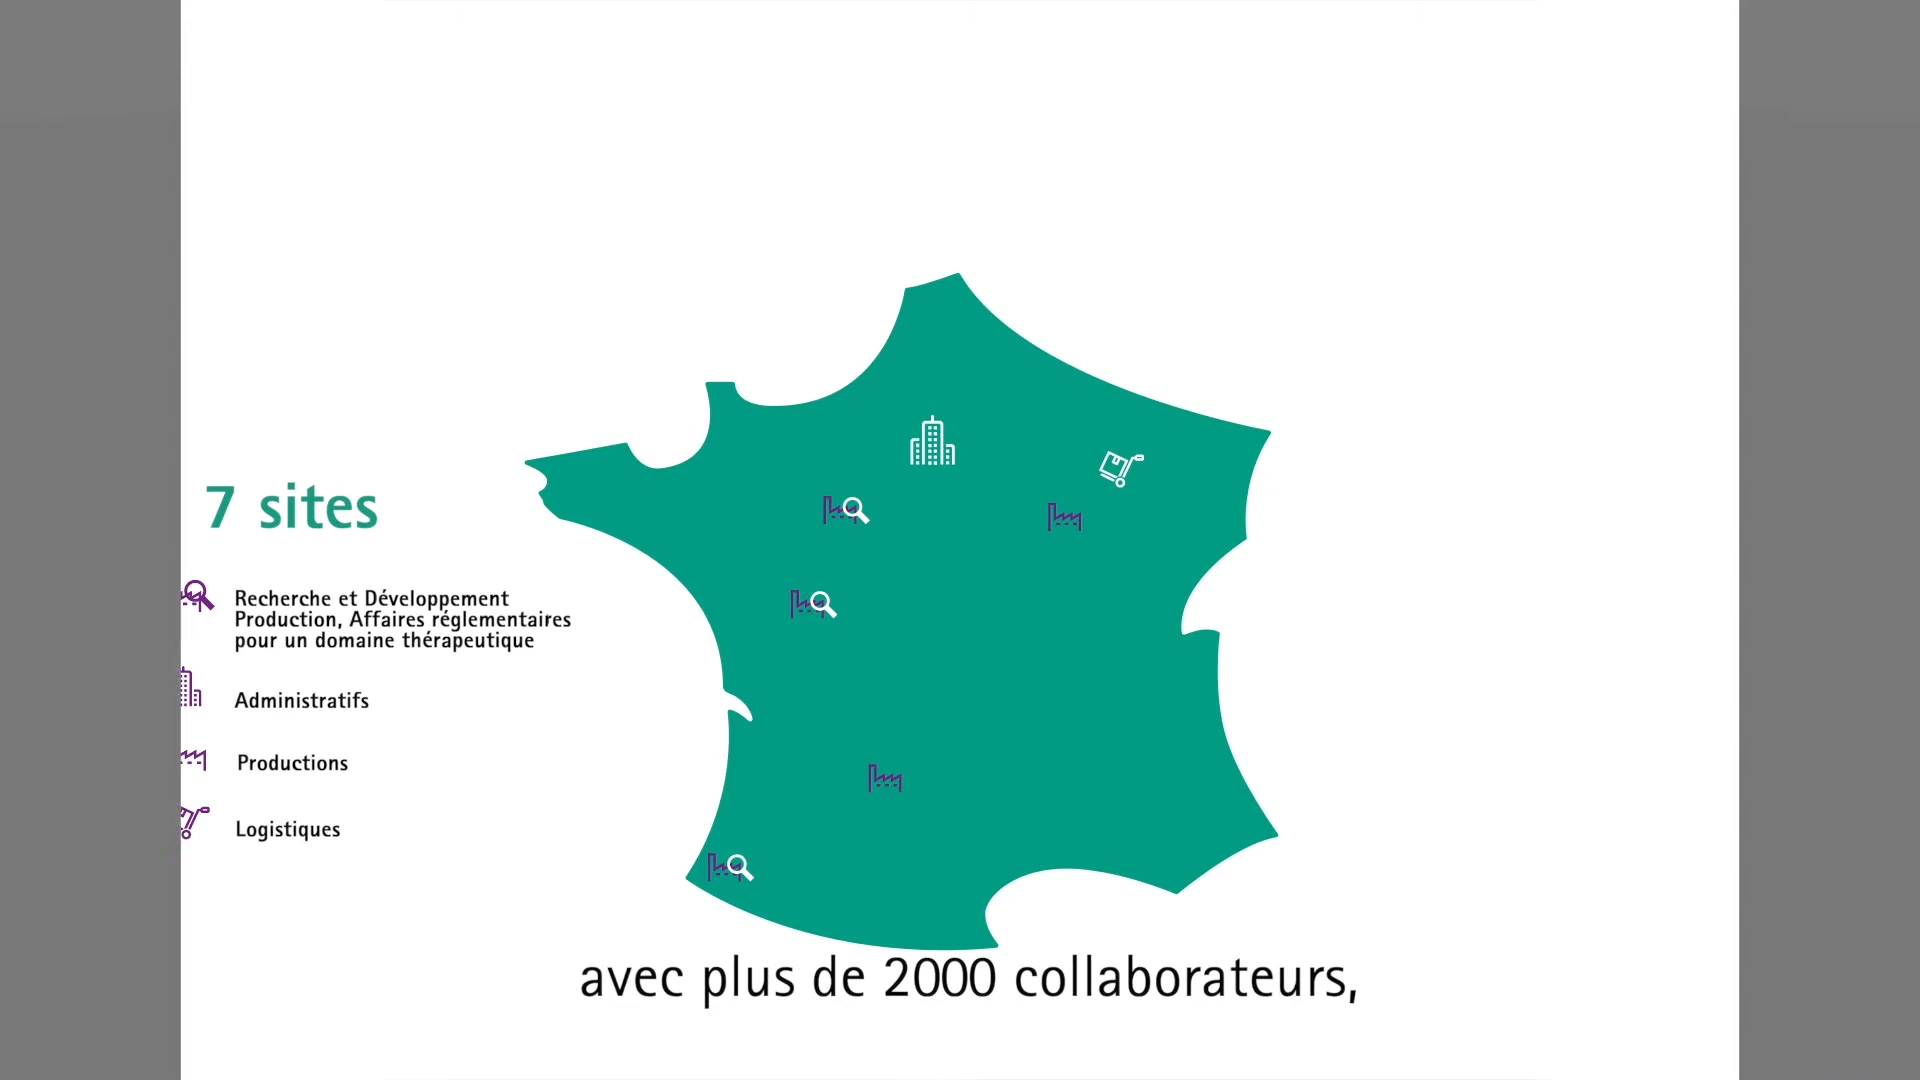 7 sites
Recherche et Développement
Production, Affaires réglementaires
pour un domaine thérapeutique
Administratifs
Productions
Logistiques
avec plus de 2000 collaborateurs,